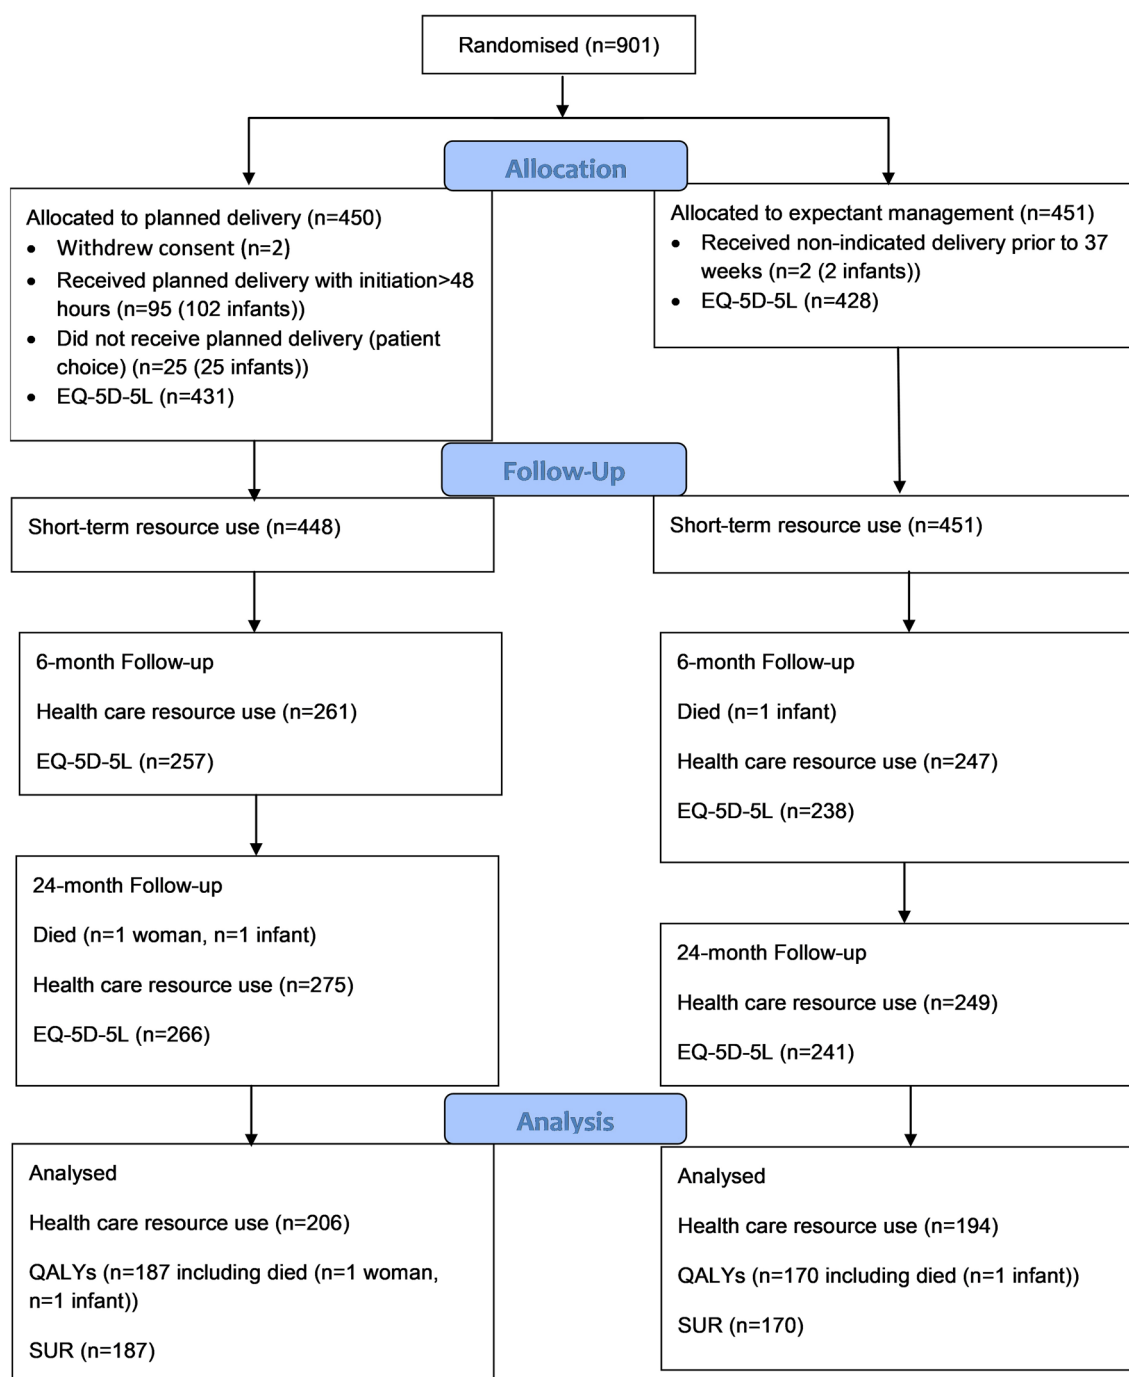 Randomised (n=901)
Allocation
Allocated to planned delivery (n=450)
• Withdrew consent (n=2)
• Received planned delivery with initiation>48
hours (n=95 (102 infants))
• Did not receive planned delivery (patient
choice) (n=25 (25 infants))
• EQ-5D-5L (n=431)
Allocated to expectant management (n=451)
• Received non-indicated delivery prior to 37
weeks (n=2 (2 infants))
• EQ-5D-5L (n=428)
Follow-Up
Short-term resource use (n=448)
Short-term resource use (n=451)
6-month Follow-up
Health care resource use (n=261)
EQ-5D-5L (n=257)
6-month Follow-up
Died (n=1 infant)
Health care resource use (n=247)
EQ-5D-5L (n=238)
24-month Follow-up
Died (n=1 woman, n=1 infant)
Health care resource use (n=275)
EQ-5D-5L (n=266)
24-month Follow-up
Health care resource use (n=249)
EQ-5D-5L (n=241)
Analysis
Analysed
Health care resource use (n=206)
QALYs (n=187 including died (n=1 woman,
n=1 infant))
SUR (n=187)
Analysed
Health care resource use (n=194)
QALYs (n=170 including died (n=1 infant))
SUR (n=170)